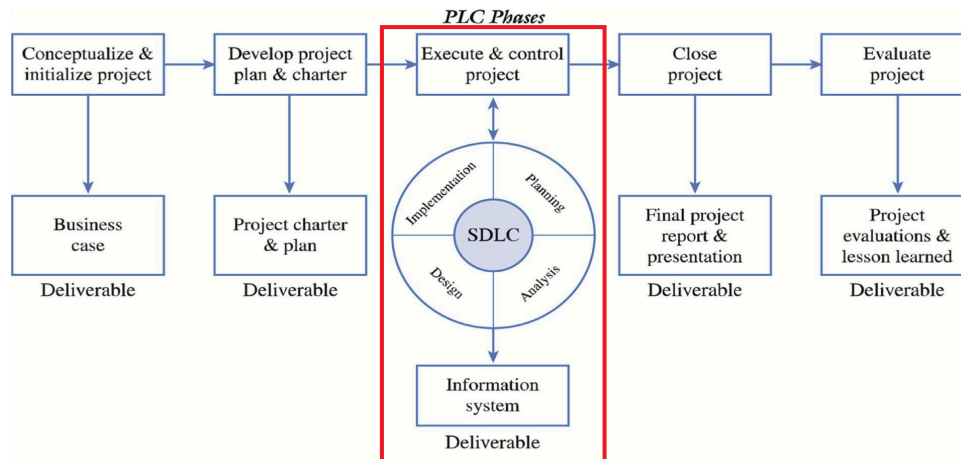 PLC Phases
Conceptualize &
initialize project
Develop project
plan & charter
Execute & control
project
Close
project
Evaluate
project
Implementation
Planning
SDLC
Design
Analysis
Business
case
Deliverable
Project charter
& plan
Deliverable
Information
system
Deliverable
Final project
report &
presentation
Deliverable
Project
evaluations &
lesson learned
Deliverable